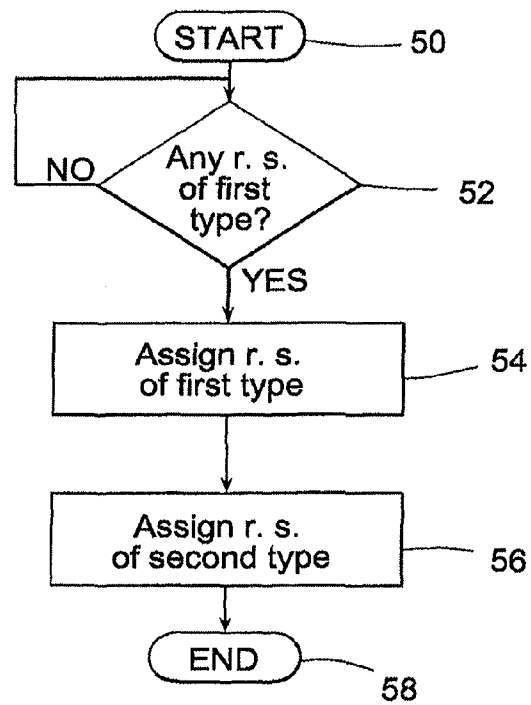 START
50
Any r. s.
of first
type?
NO
52
YES
Assign r. s.
of first type
54
Assign r. s.
of second type
56
END
58